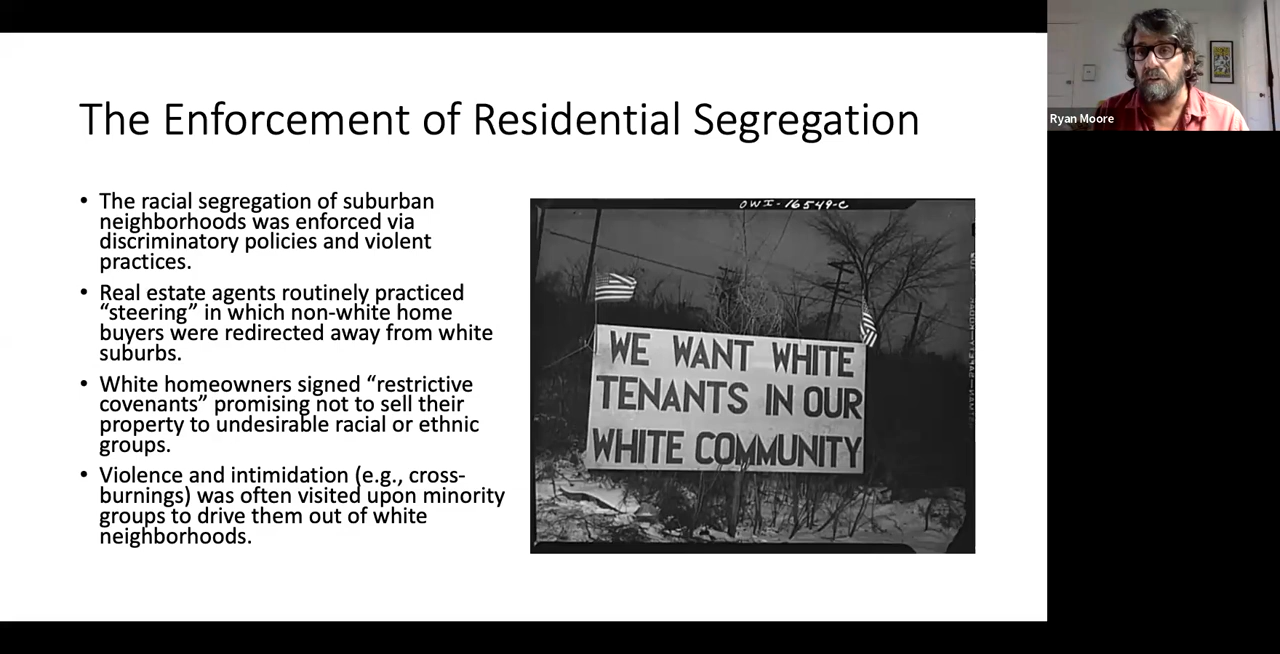 The Enforcement of Residential Segregation
Ryan Moore
• The racial segregation of suburban
neighborhoods was enforced via
discriminatory policies and violent
practices.
• Real estate agents routinely practiced
“steering” in which non-white home
buyers were redirected away from white
suburbs.
• White homeowners signed “restrictive
covenants” promising not to sell their
property to undesirable racial or ethnic
groups.
• Violence and intimidation (e.g., cross-
burnings) was often visited upon minority
groups to drive them out of white
neighborhoods.
OWI-16549-C
WE WANT WHITE
TENANTS IN OUR
WHITE COMMUNITY